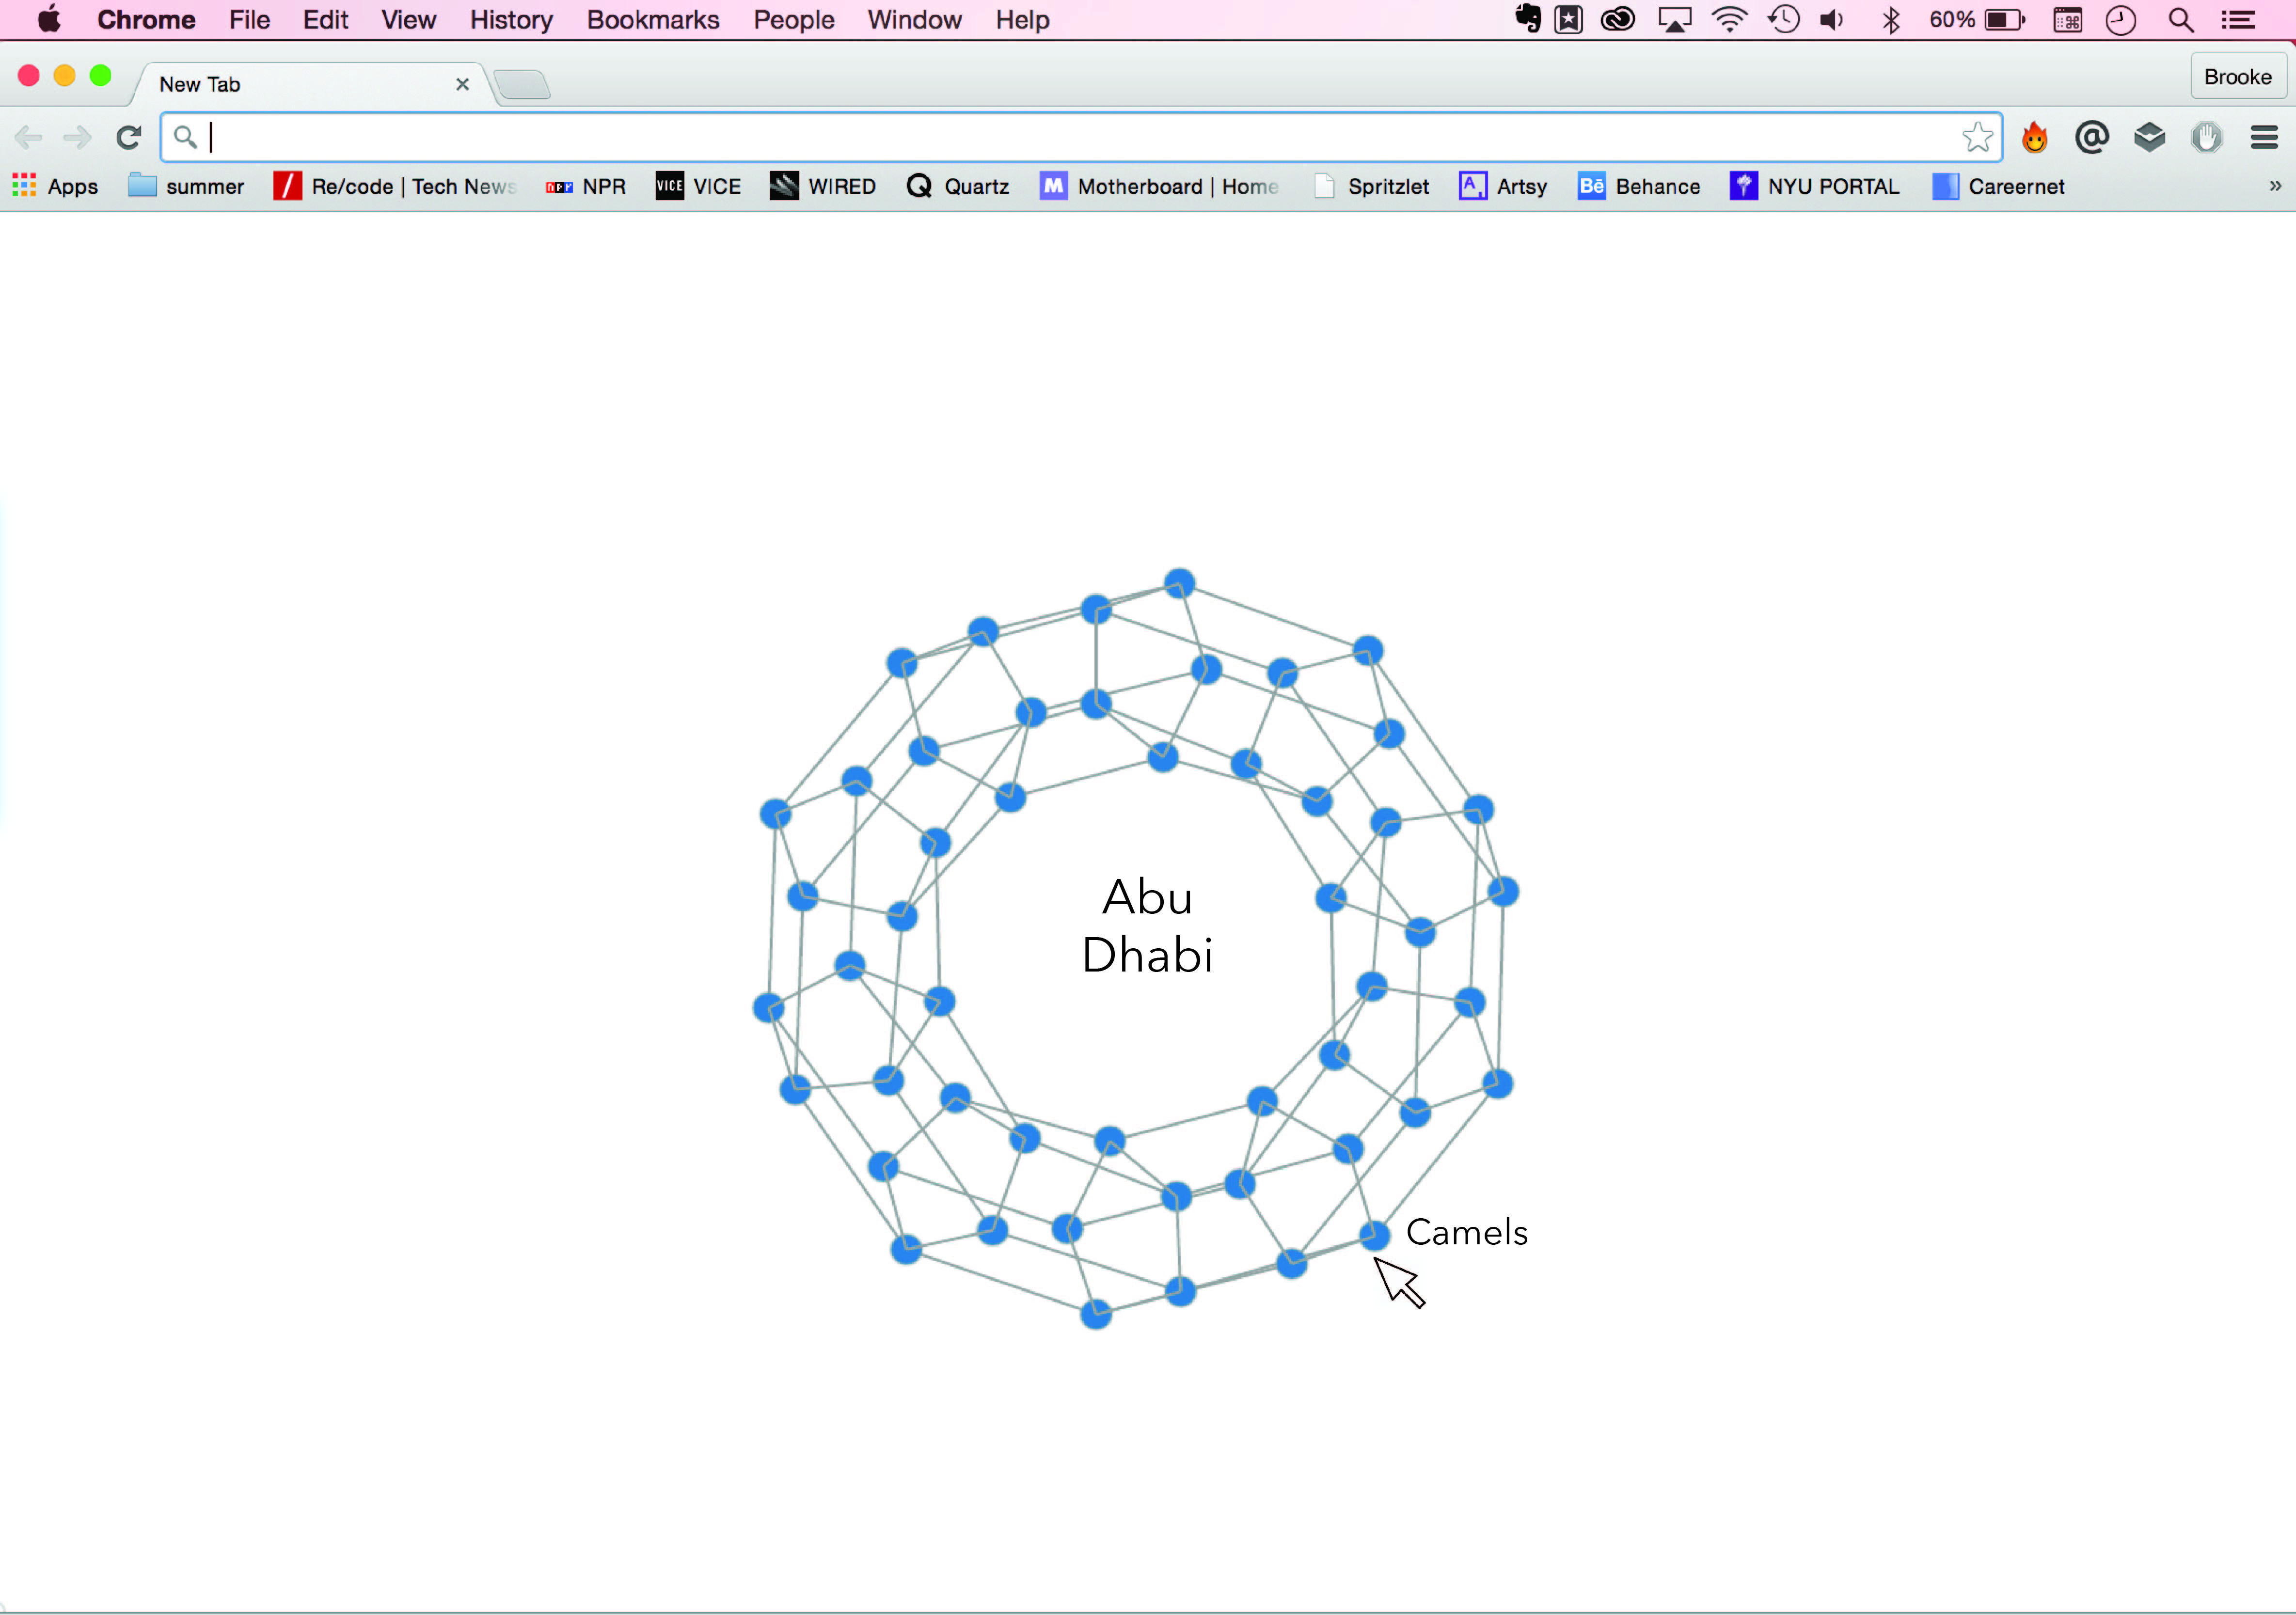 Chrome File Edit View History Bookmarks People Window Help 60%
New Tab Brooke
Apps summer Re/code | Tech News NPR VICE WIRED Quartz Motherboard | Home Spritzlet Artsy Behance NYU PORTAL Careernet »
Abu
Dhabi
Camels